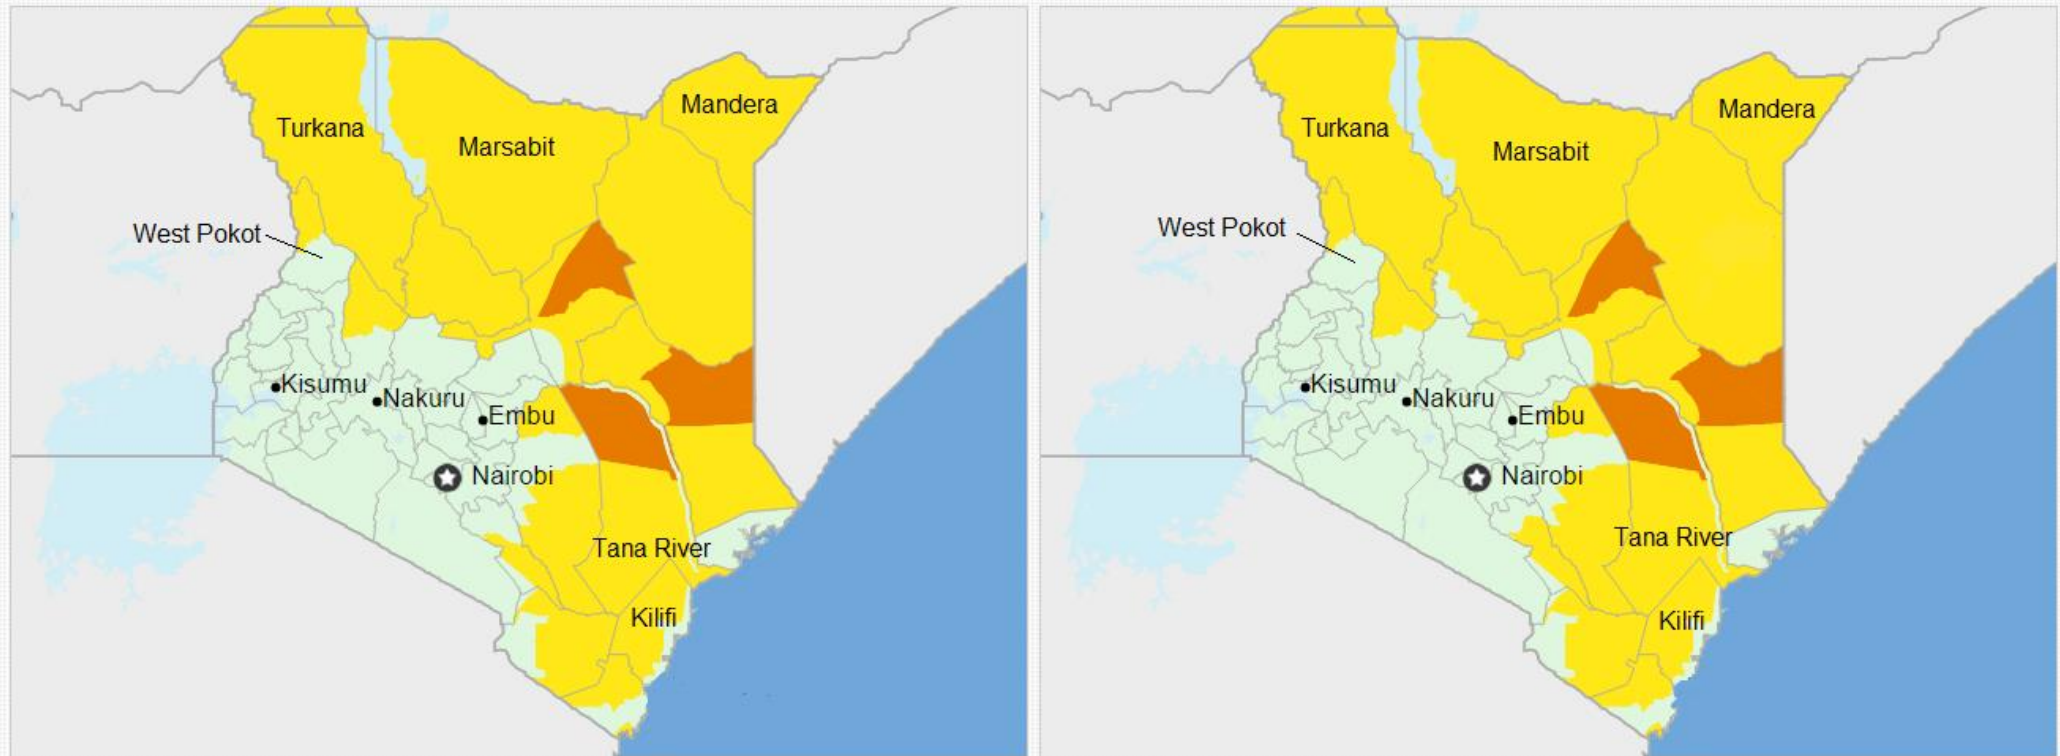 Mandera
Turkana
Marsabit
West Pokot
Kisumu
Nakuru
Embu
Nairobi
Tana River
Kilifi
Mandera
Turkana
Marsabit
West Pokot
Kisumu
Nakuru
Embu
Nairobi
Tana River
Kilifi